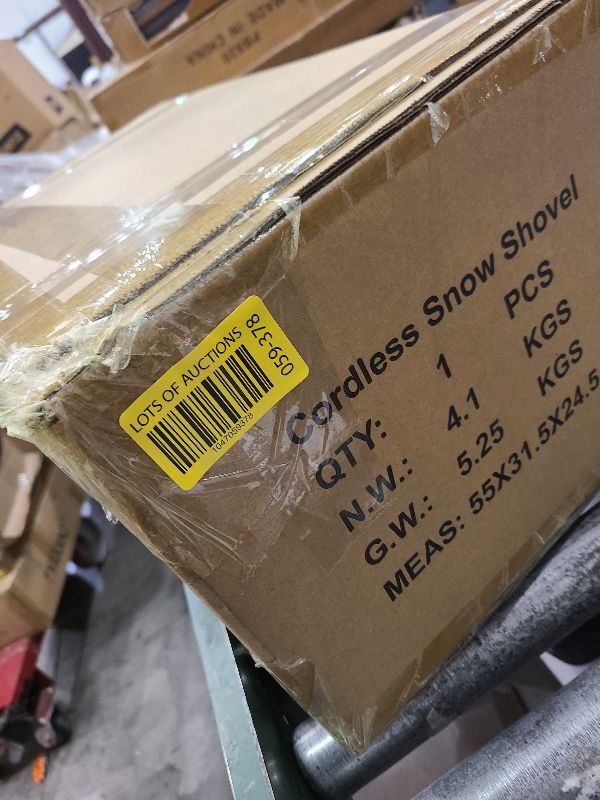 MADE IN CHINA
LOTS OF AUCTIONS
1047059378
059-378
Cordless Snow Shovel
QTY: 1 PCS
N.W.: 4.1 KGS
G.W.: 5.25 KGS
MEAS: 55X31.5X24.5